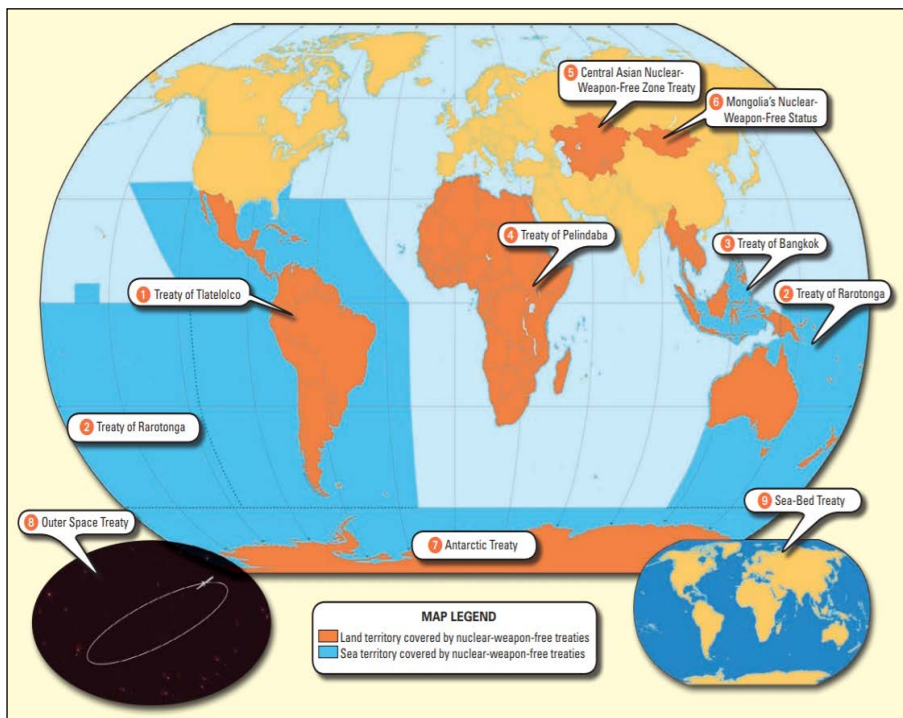 5 Central Asian Nuclear-
Weapon-Free Zone Treaty
6 Mongolia's Nuclear-
Weapon-Free Status
4 Treaty of Pelindaba
3 Treaty of Bangkok
1 Treaty of Tlatelolco
2 Treaty of Rarotonga
2 Treaty of Rarotonga
9 Sea-Bed Treaty
8 Outer Space Treaty
7 Antarctic Treaty
MAP LEGEND
Land territory covered by nuclear-weapon-free treaties
Sea territory covered by nuclear-weapon-free treaties